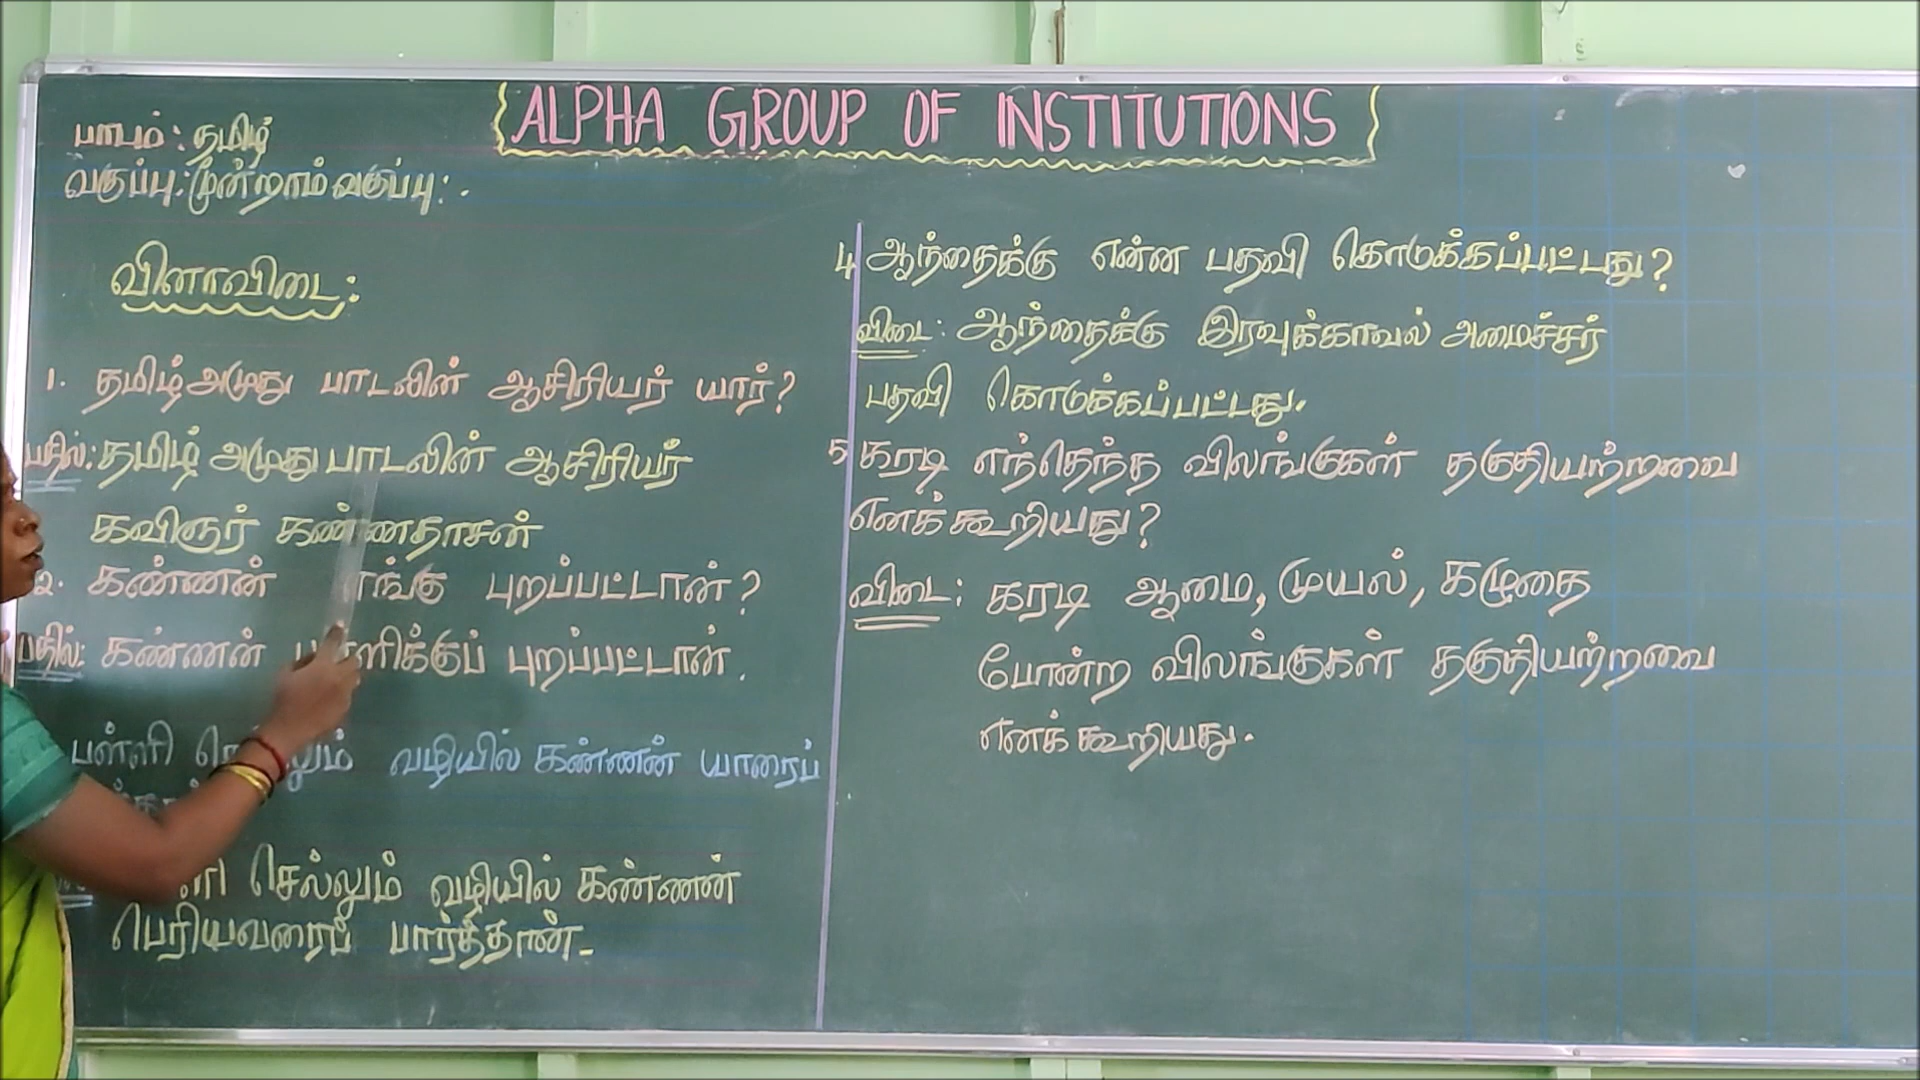 ALPHA GROUP OF INSTITUTIONS
பாடம்: தமிழ்
வகுப்பு: மூன்றாம் வகுப்பு: .
வினாவிடை:
1. தமிழ் அமுது பாடலின் ஆசிரியர் யார்?
பதில்: தமிழ் அமுது பாடலின் ஆசிரியர்
கவிஞர் கண்ணதாசன்
2. கண்ணன் புறப்பட்டான்?
பதில்: கண்ணன் புறப்பட்டான்.
பள்ளி வழியில் கண்ணன் யாரைப்
செல்லும் வழியில் கண்ணன்
பெரியவரைப் பார்த்தான்.
4 ஆந்தைக்கு என்ன பதவி கொடுக்கப்பட்டது?
விடை: ஆந்தைக்கு இரவுக்காவல் அமைச்சர்
பதவி கொடுக்கப்பட்டது.
5 கரடி எந்தெந்த விலங்குகள் தகுதியற்றவை
எனக் கூறியது?
விடை: கரடி ஆமை, முயல், கழுதை
போன்ற விலங்குகள் தகுதியற்றவை
எனக் கூறியது.